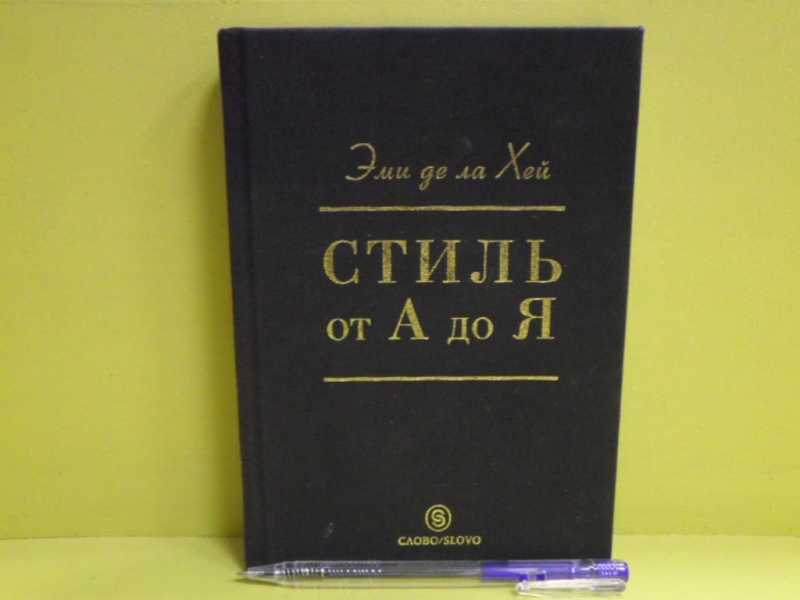 Эми де ла Хей
СТИЛЬ
от А до Я
СЛОВО/SLOVO